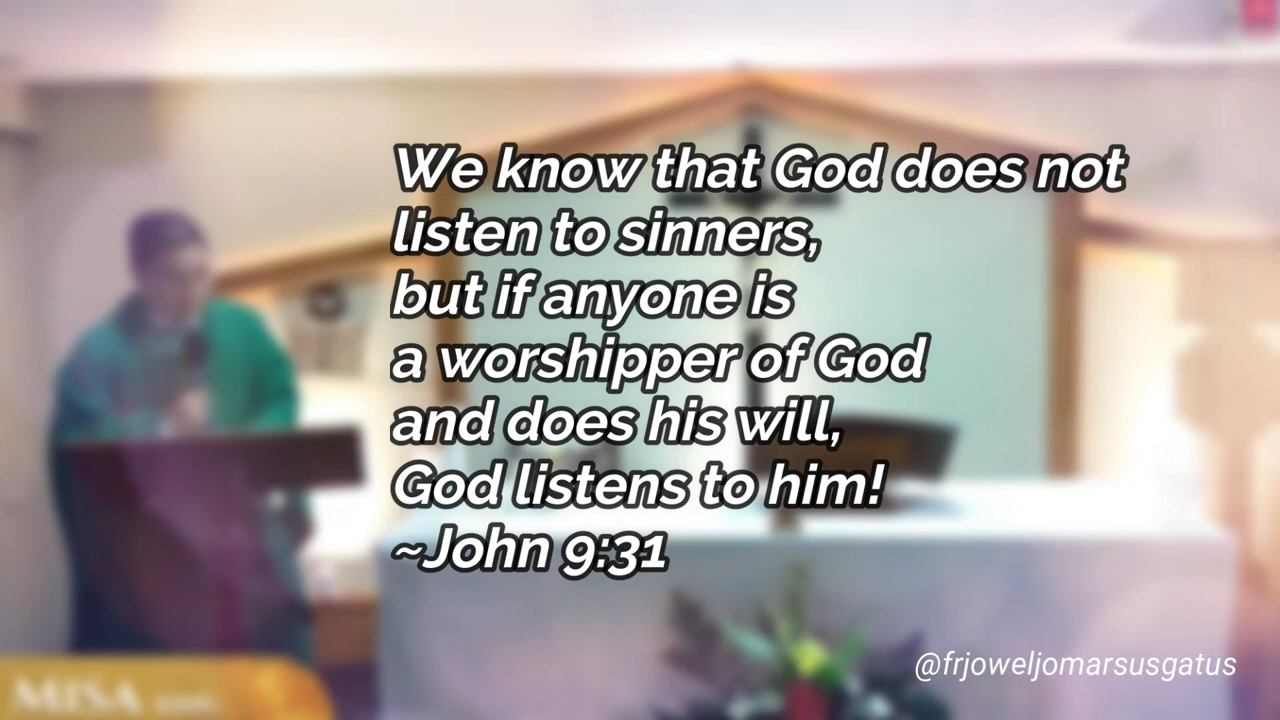 We know that God does not
listen to sinners,
but if anyone is
a worshipper of God
and does his will,
God listens to him!
~John 9:31
@frjoweljomarsusgatus
MISA